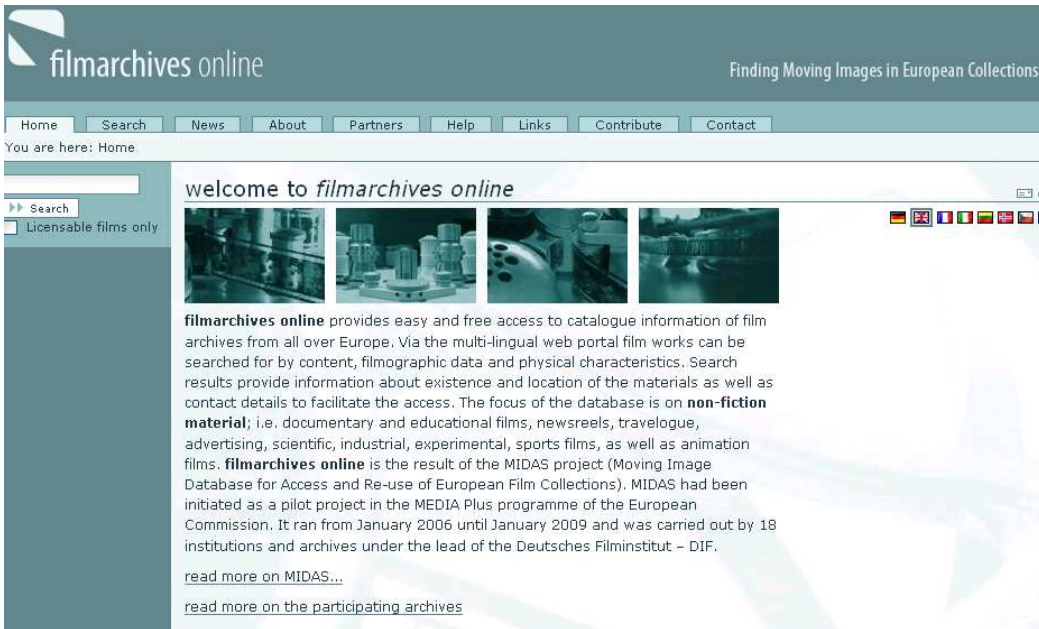 filmarchives online
Finding Moving Images in European Collections
Home Search News About Partners Help Links Contribute Contact
You are here: Home
Search
Licensable films only
welcome to filmarchives online
filmarchives online provides easy and free access to catalogue information of film
archives from all over Europe. Via the multi-lingual web portal film works can be
searched for by content, filmographic data and physical characteristics. Search
results provide information about existence and location of the materials as well as
contact details to facilitate the access. The focus of the database is on non-fiction
material; i.e. documentary and educational films, newsreels, travelogue,
advertising, scientific, industrial, experimental, sports films, as well as animation
films. filmarchives online is the result of the MIDAS project (Moving Image
Database for Access and Re-use of European Film Collections). MIDAS had been
initiated as a pilot project in the MEDIA Plus programme of the European
Commission. It ran from January 2006 until January 2009 and was carried out by 18
institutions and archives under the lead of the Deutsches Filminstitut – DIF.
read more on MIDAS...
read more on the participating archives